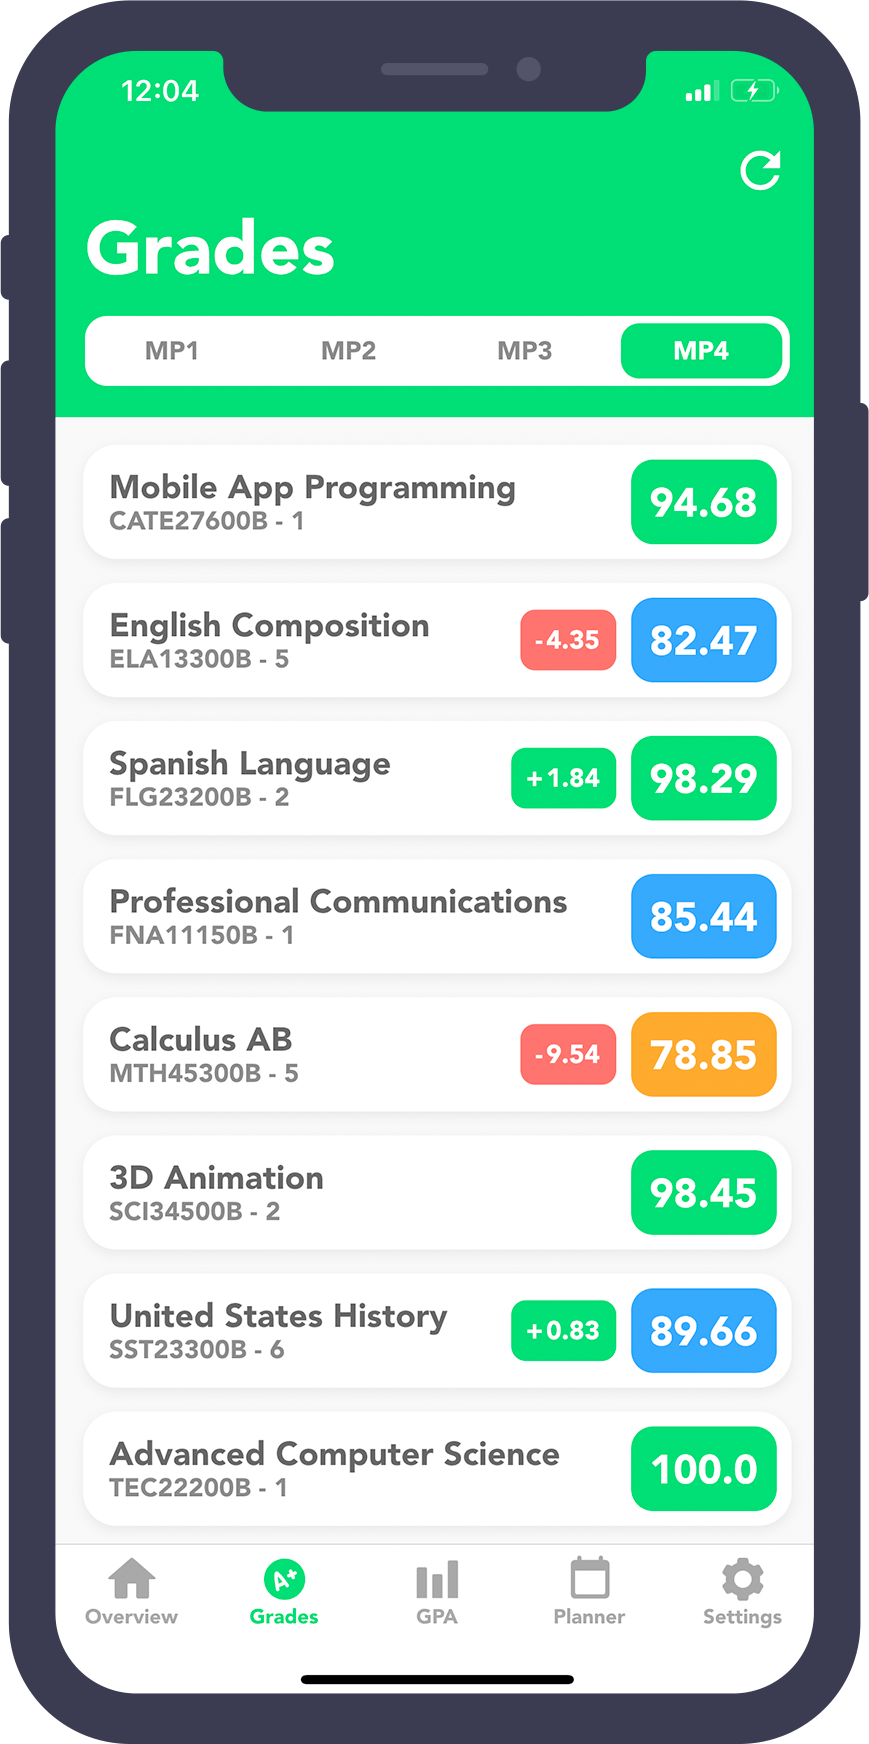 12:04
Grades
MP1 MP2 MP3 MP4
Mobile App Programming
CATE27600B - 1
94.68
English Composition
ELA13300B - 5
-4.35
82.47
Spanish Language
FLG23200B - 2
+1.84
98.29
Professional Communications
FNA11150B - 1
85.44
Calculus AB
MTH45300B - 5
-9.54
78.85
3D Animation
SCI34500B - 2
98.45
United States History
SST23300B - 6
+0.83
89.66
Advanced Computer Science
TEC22200B - 1
100.0
A+
Overview Grades GPA Planner Settings